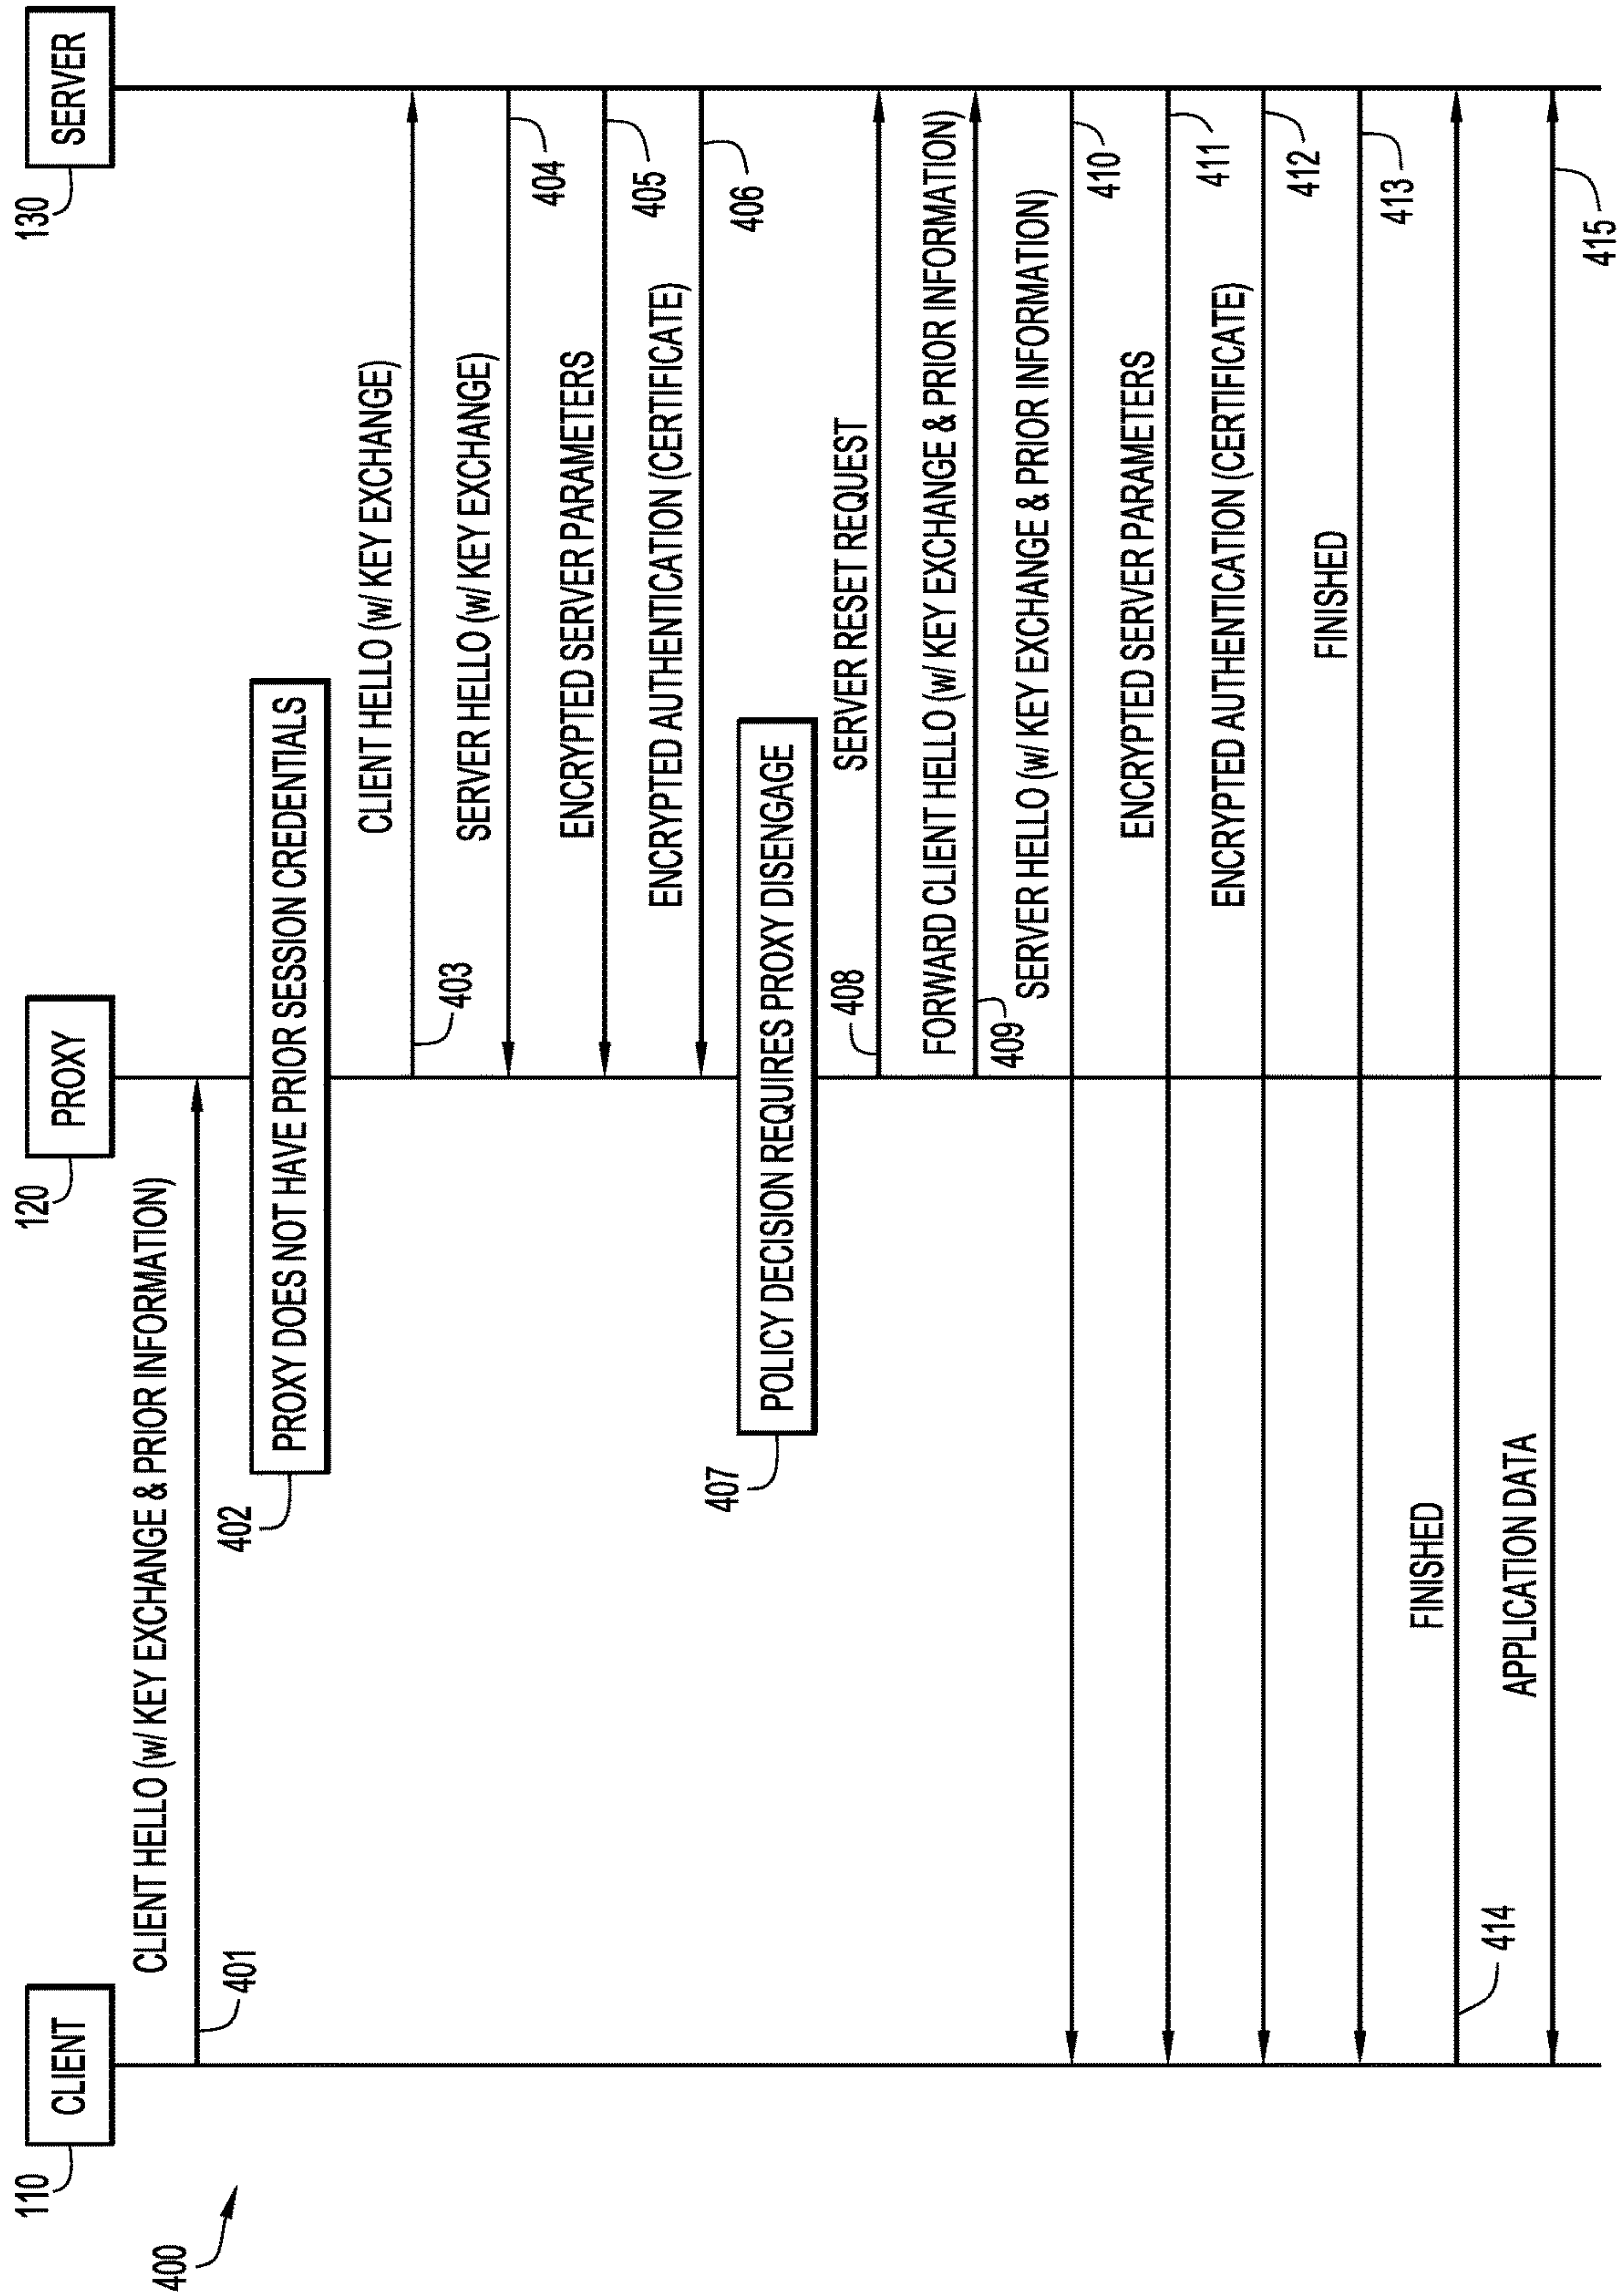 400
110
CLIENT
120
PROXY
130
SERVER
CLIENT HELLO (w/ KEY EXCHANGE & PRIOR INFORMATION)
401
402
PROXY DOES NOT HAVE PRIOR SESSION CREDENTIALS
CLIENT HELLO (w/ KEY EXCHANGE)
403
SERVER HELLO (w/ KEY EXCHANGE)
404
ENCRYPTED SERVER PARAMETERS
405
ENCRYPTED AUTHENTICATION (CERTIFICATE)
406
407
POLICY DECISION REQUIRES PROXY DISENGAGE
408
SERVER RESET REQUEST
FORWARD CLIENT HELLO (w/ KEY EXCHANGE & PRIOR INFORMATION)
409
SERVER HELLO (w/ KEY EXCHANGE & PRIOR INFORMATION)
410
ENCRYPTED SERVER PARAMETERS
411
ENCRYPTED AUTHENTICATION (CERTIFICATE)
412
FINISHED
413
FINISHED
414
APPLICATION DATA
415